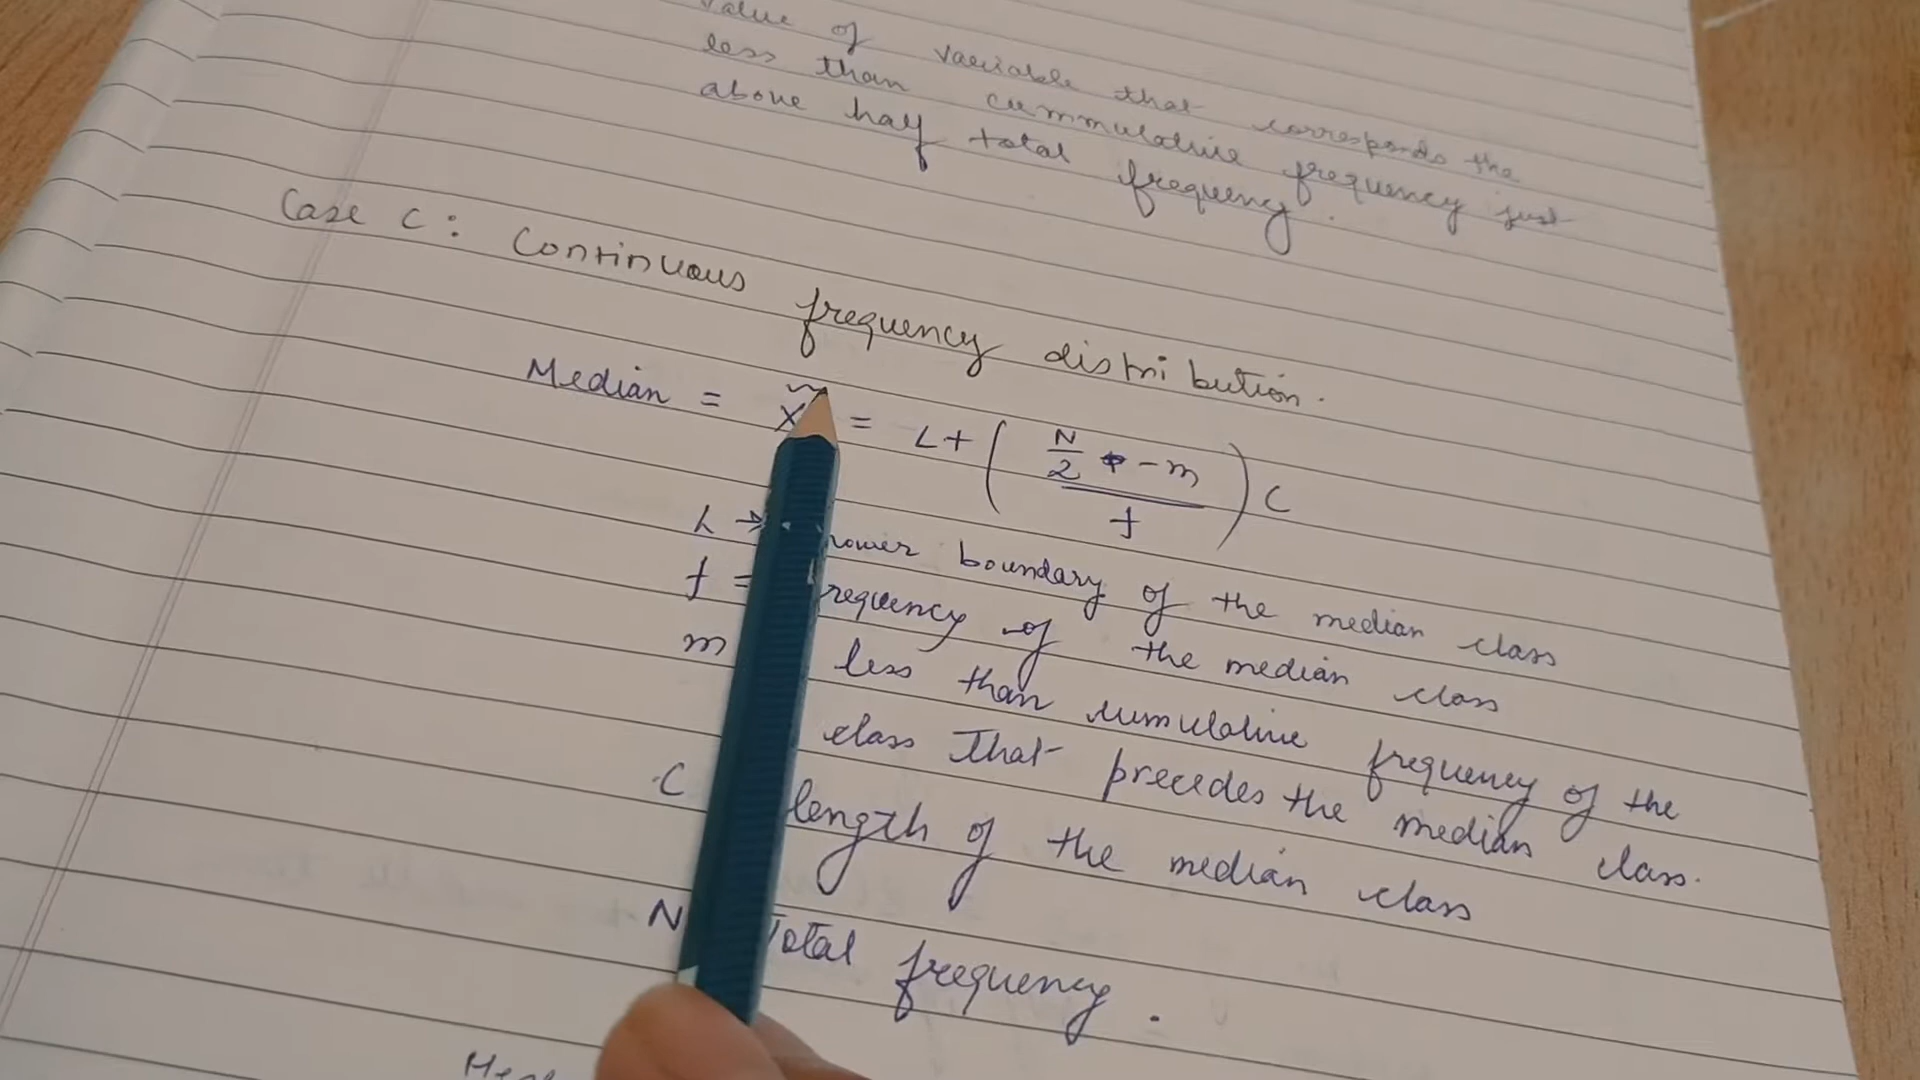 value of variable that corresponds the
less than cummulative frequency just
above half total frequency.
Case C: Continuous frequency distribution.
Median = x̃ = L + ( (N/2 - m) / f ) C
L → Lower boundary of the median class
f = frequency of the median class
m less than cumulative frequency of the
class that precedes the median class.
C length of the median class
N Total frequency.